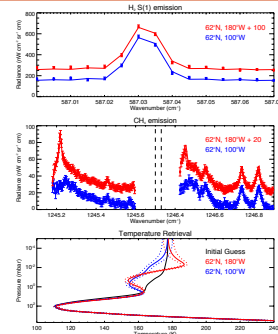 H₂ S(1) emission
800
600
400
200
0
Radiance (nW cm⁻² sr⁻¹ cm)
62°N, 180°W + 100
62°N, 100°W
587.01 587.02 587.03 587.04 587.05 587.06
Wavenumber (cm⁻¹)
CH₄ emission
100
80
60
40
20
0
Radiance (nW cm⁻² sr⁻¹ cm)
62°N, 180°W + 20
62°N, 100°W
1245.2 1245.4 1245.6 1246.4 1246.6 1246.8
Wavenumber (cm⁻¹)
Temperature Retrieval
Pressure (mbar)
Initial Guess
62°N, 180°W
62°N, 100°W
100 120 140 160 180 200 220 240